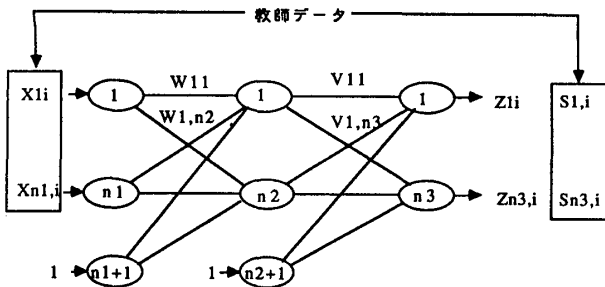 教師データ
W11 V11
X1i 1 1 1 Z1i S1,i
W1,n2 V1,n3
Xn1,i n1 n2 n3 Zn3,i Sn3,i
1 n1+1 1 n2+1